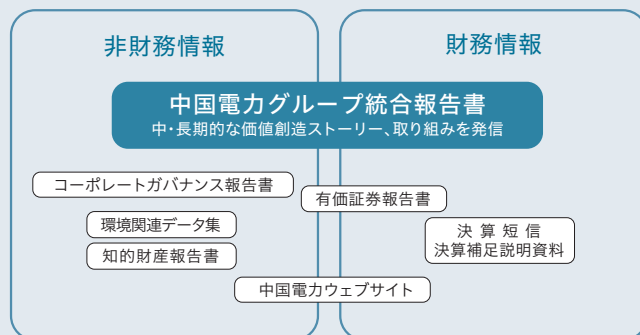 非財務情報
財務情報
中国電力グループ統合報告書
中・長期的な価値創造ストーリー、取り組みを発信
コーポレートガバナンス報告書
有価証券報告書
環境関連データ集
知的財産報告書
決算短信
決算補足説明資料
中国電力ウェブサイト